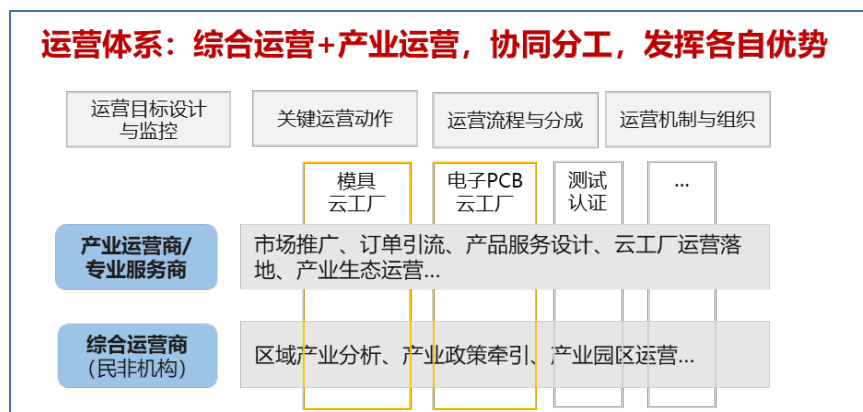 运营体系：综合运营+产业运营，协同分工，发挥各自优势
运营目标设计
与监控
关键运营动作
运营流程与分成
运营机制与组织
模具
云工厂
电子PCB
云工厂
测试
认证
...
产业运营商/
专业服务商
市场推广、订单引流、产品服务设计、云工厂运营落
地、产业生态运营...
综合运营商
（民非机构）
区域产业分析、产业政策牵引、产业园区运营...